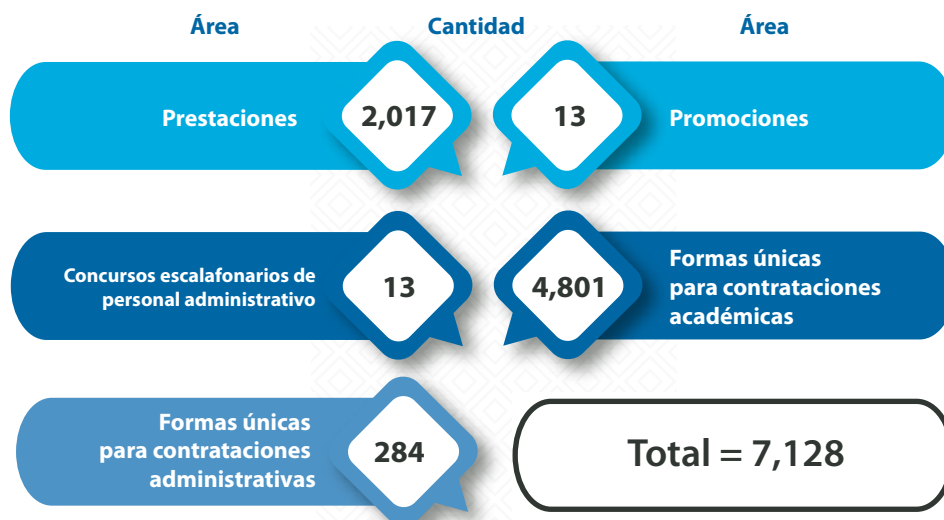 Área
Cantidad
Área
Prestaciones
2,017
13
Promociones
Concursos escalafonarios de
personal administrativo
13
4,801
Formas únicas
para contrataciones
académicas
Formas únicas
para contrataciones
administrativas
284
Total = 7,128